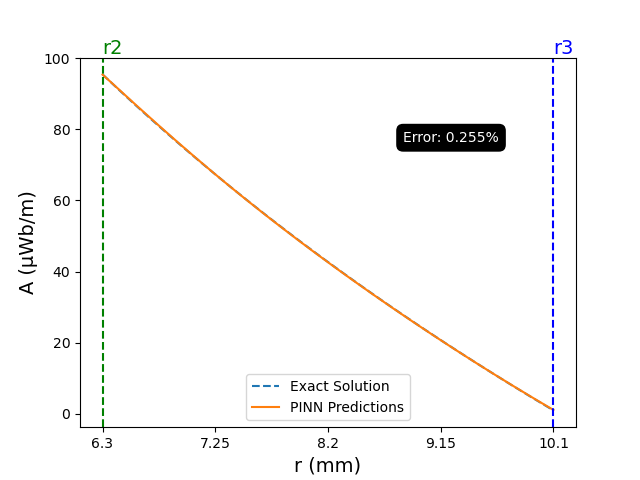 r2
r3
100
80
60
40
20
0
A (µWb/m)
Error: 0.255%
Exact Solution
PINN Predictions
6.3
7.25
8.2
9.15
10.1
r (mm)